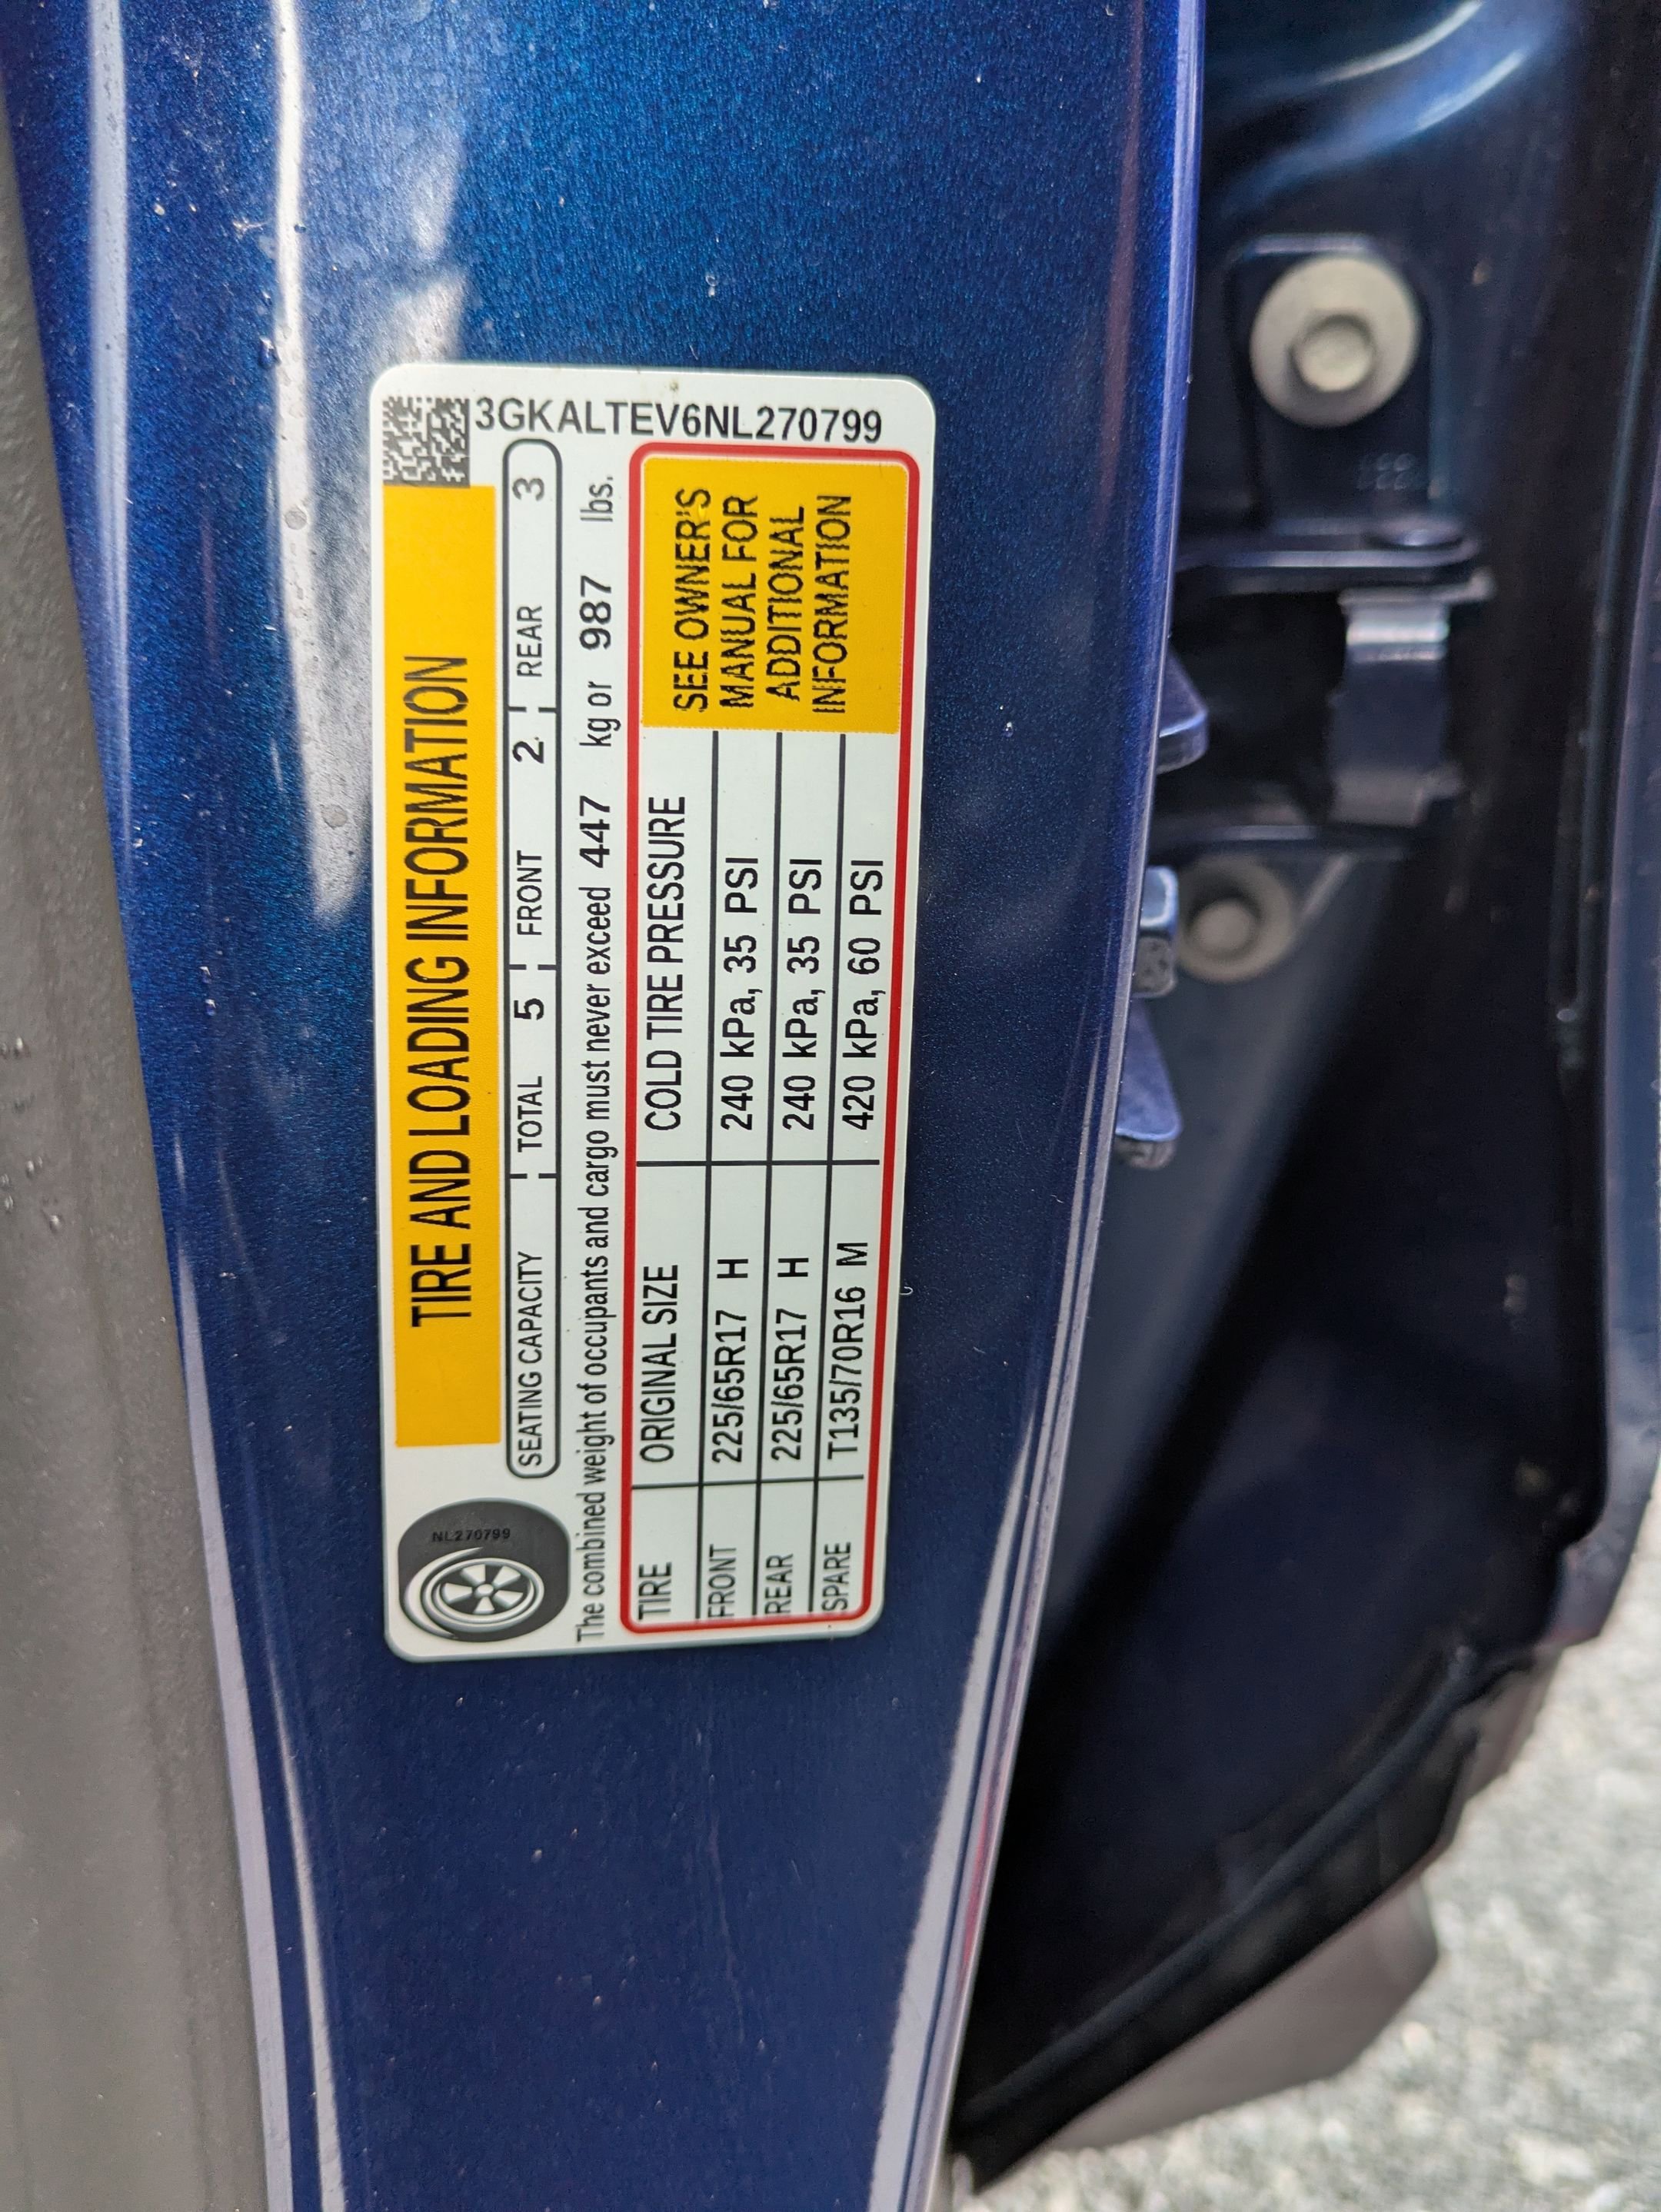 3GKALTEV6NL270799
TIRE AND LOADING INFORMATION
SEATING CAPACITY TOTAL 5 FRONT 2 REAR 3
The combined weight of occupants and cargo must never exceed 447 kg or 987 lbs.
TIRE ORIGINAL SIZE COLD TIRE PRESSURE
FRONT 225/65R17 H 240 kPa, 35 PSI
REAR 225/65R17 H 240 kPa, 35 PSI
SPARE T135/70R16 M 420 kPa, 60 PSI
SEE OWNER'S
MANUAL FOR
ADDITIONAL
INFORMATION
NL270799